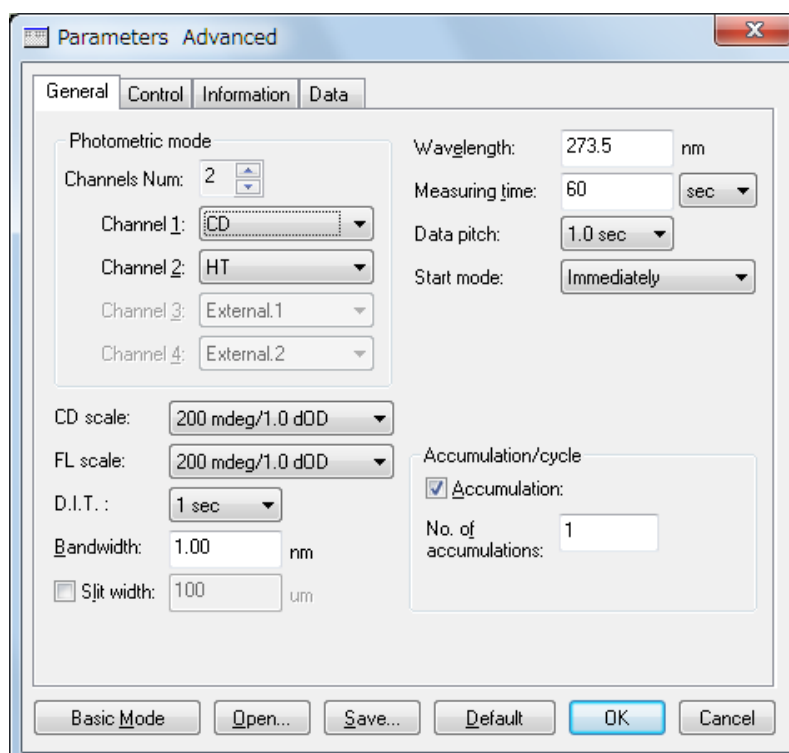 Parameters Advanced
General Control Information Data
Photometric mode
Channels Num: 2
Channel 1: CD
Channel 2: HT
Channel 3: External.1
Channel 4: External.2
Wavelength: 273.5 nm
Measuring time: 60 sec
Data pitch: 1.0 sec
Start mode: Immediately
CD scale: 200 mdeg/1.0 dOD
FL scale: 200 mdeg/1.0 dOD
D.I.T. : 1 sec
Bandwidth: 1.00 nm
Slit width: 100 um
Accumulation/cycle
Accumulation:
No. of
accumulations: 1
Basic Mode Open... Save... Default OK Cancel